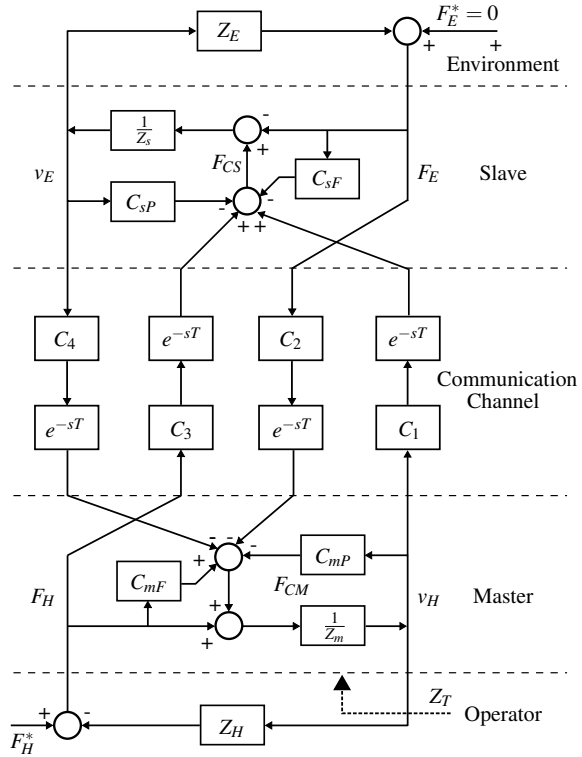 Z_E
F_E^* = 0
+ +
Environment
1/Z_s
-
+
F_CS
C_sF
v_E
F_E
Slave
C_sP
- -
+ +
C_4
e^{-sT}
C_2
e^{-sT}
Communication
Channel
e^{-sT}
C_3
e^{-sT}
C_1
- - -
+
C_mP
C_mF
F_H
F_CM
v_H
Master
+
+
1/Z_m
Z_T
+ -
Z_H
Operator
F_H^*